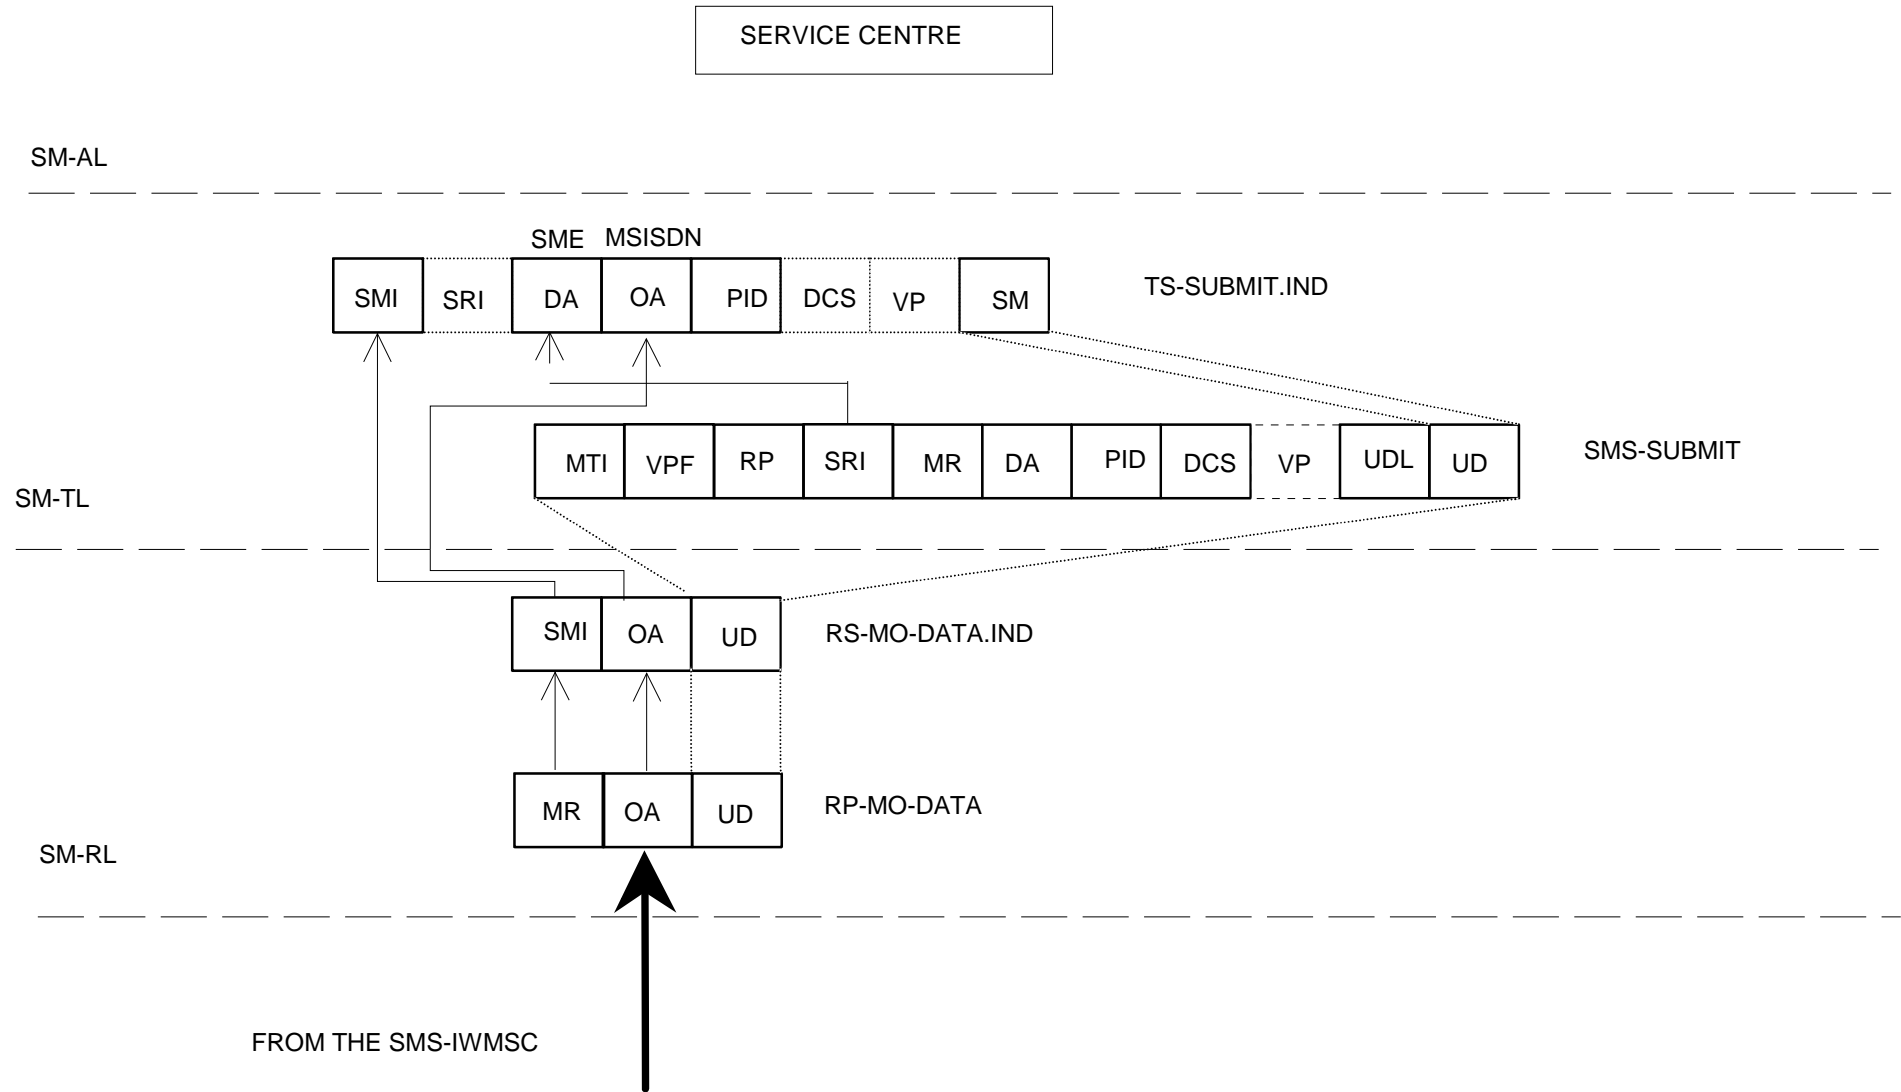 SERVICE CENTRE
SM-AL
SME MSISDN
SMI SRI DA OA PID DCS VP SM TS-SUBMIT.IND
MTI VPF RP SRI MR DA PID DCS VP UDL UD SMS-SUBMIT
SM-TL
SMI OA UD RS-MO-DATA.IND
MR OA UD RP-MO-DATA
SM-RL
FROM THE SMS-IWMSC